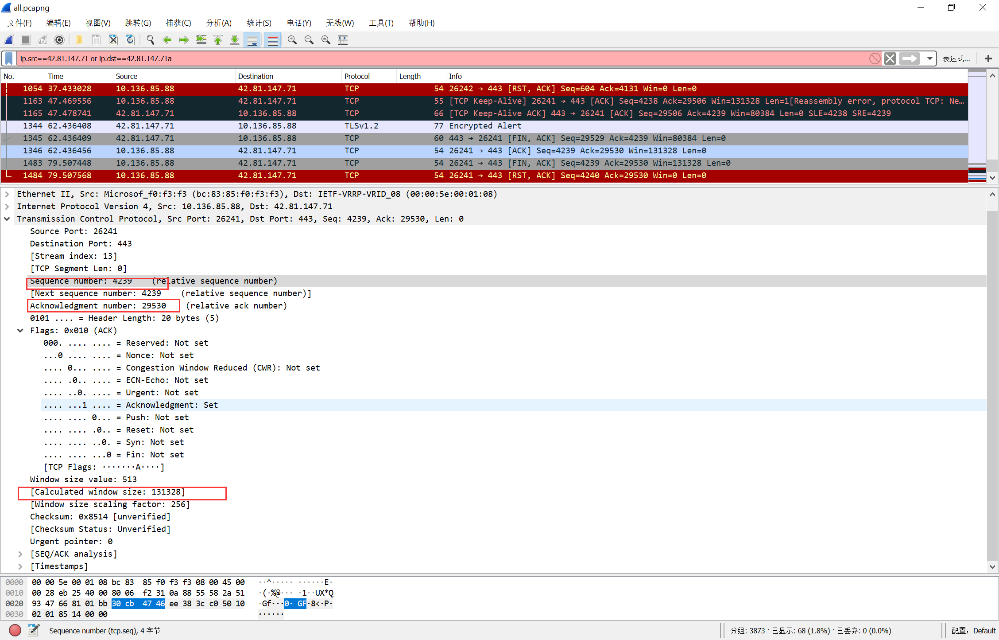 all.pcapng
文件(F) 编辑(E) 视图(V) 跳转(G) 捕获(C) 分析(A) 统计(S) 电话(Y) 无线(W) 工具(T) 帮助(H)
ip.src==42.81.147.71 or ip.dst==42.81.147.71a 表达式…
No. Time Source Destination Protocol Length Info
1054 37.433028 10.136.85.88 42.81.147.71 TCP 54 26242 → 443 [RST, ACK] Seq=604 Ack=4131 Win=0 Len=0
1163 47.469556 10.136.85.88 42.81.147.71 TCP 55 [TCP Keep-Alive] 26241 → 443 [ACK] Seq=4238 Ack=29506 Win=131328 Len=1[Reassembly error, protocol TCP: Ne…
1165 47.478741 42.81.147.71 10.136.85.88 TCP 66 [TCP Keep-Alive ACK] 443 → 26241 [ACK] Seq=29506 Ack=4239 Win=80384 Len=0 SLE=4238 SRE=4239
1344 62.436408 42.81.147.71 10.136.85.88 TLSv1.2 77 Encrypted Alert
1345 62.436409 42.81.147.71 10.136.85.88 TCP 60 443 → 26241 [FIN, ACK] Seq=29529 Ack=4239 Win=80384 Len=0
1346 62.436456 10.136.85.88 42.81.147.71 TCP 54 26241 → 443 [ACK] Seq=4239 Ack=29530 Win=131328 Len=0
1483 79.507448 10.136.85.88 42.81.147.71 TCP 54 26241 → 443 [FIN, ACK] Seq=4239 Ack=29530 Win=131328 Len=0
1484 79.507568 10.136.85.88 42.81.147.71 TCP 54 26241 → 443 [RST, ACK] Seq=4240 Ack=29530 Win=0 Len=0
Ethernet II, Src: Microsof_f0:f3:f3 (bc:83:85:f0:f3:f3), Dst: IETF-VRRP-VRID_08 (00:00:5e:00:01:08)
Internet Protocol Version 4, Src: 10.136.85.88, Dst: 42.81.147.71
Transmission Control Protocol, Src Port: 26241, Dst Port: 443, Seq: 4239, Ack: 29530, Len: 0
Source Port: 26241
Destination Port: 443
[Stream index: 13]
[TCP Segment Len: 0]
Sequence number: 4239 (relative sequence number)
[Next sequence number: 4239 (relative sequence number)]
Acknowledgment number: 29530 (relative ack number)
0101 .... = Header Length: 20 bytes (5)
Flags: 0x010 (ACK)
000. .... .... = Reserved: Not set
...0 .... .... = Nonce: Not set
.... 0... .... = Congestion Window Reduced (CWR): Not set
.... .0.. .... = ECN-Echo: Not set
.... ..0. .... = Urgent: Not set
.... ...1 .... = Acknowledgment: Set
.... .... 0... = Push: Not set
.... .... .0.. = Reset: Not set
.... .... ..0. = Syn: Not set
.... .... ...0 = Fin: Not set
[TCP Flags: ·······A····]
Window size value: 513
[Calculated window size: 131328]
[Window size scaling factor: 256]
Checksum: 0x8514 [unverified]
[Checksum Status: Unverified]
Urgent pointer: 0
[SEQ/ACK analysis]
[Timestamps]
0000 00 00 5e 00 01 08 bc 83 85 f0 f3 f3 08 00 45 00 ··^····· ······E·
0010 00 28 eb 25 40 00 80 06 f2 31 0a 88 55 58 2a 51 ·(·%@··· ·1··UX*Q
0020 93 47 66 81 01 bb 30 cb 47 46 ee 38 3c c0 50 10 ·Gf···0· GF·8<·P·
0030 02 01 85 14 00 00 ······
Sequence number (tcp.seq), 4 字节 分组: 3873 · 已显示: 68 (1.8%) · 已丢弃: 0 (0.0%) 配置: Default